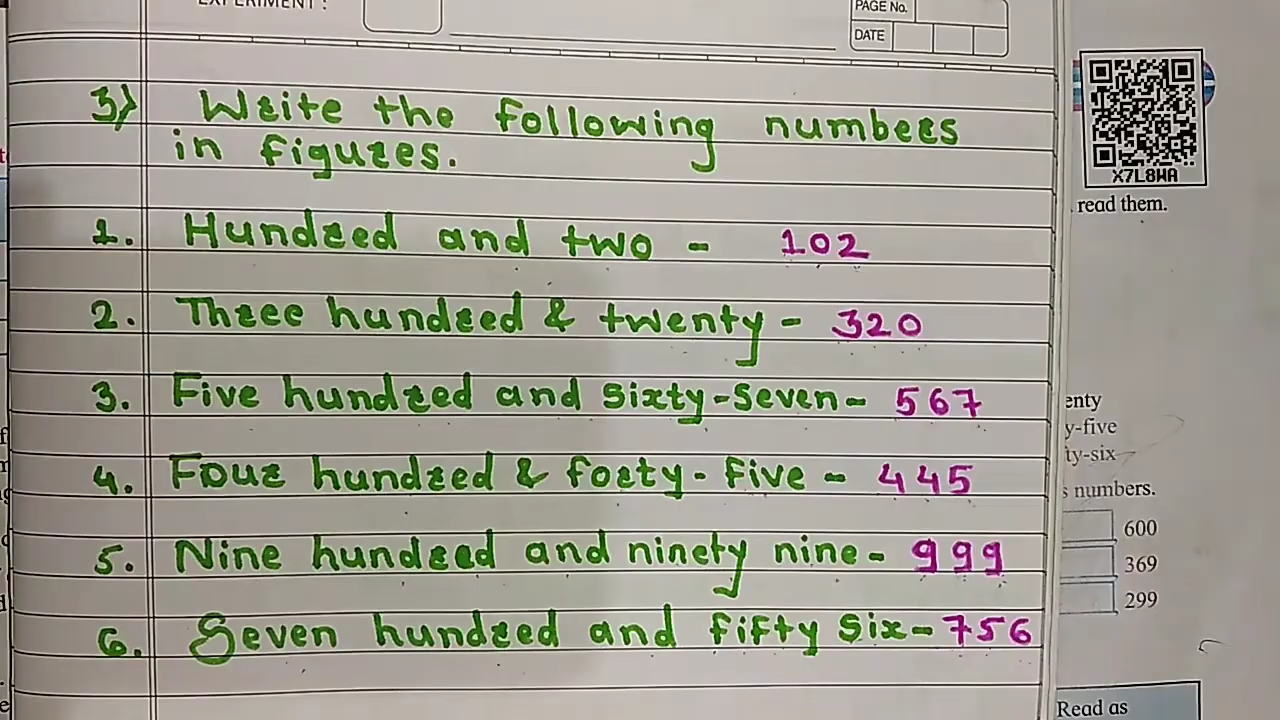 EXPERIMENT :
PAGE No.
DATE
3) Write the following numbers
in figures.
1. Hundred and two - 102
2. Three hundred & twenty - 320
3. Five hundred and sixty-seven- 567
4. Four hundred & forty-five - 445
5. Nine hundred and ninety nine- 999
6. Seven hundred and fifty six- 756
X7L8WA
read them.
enty
y-five
ty-six
s numbers.
600
369
299
Read as